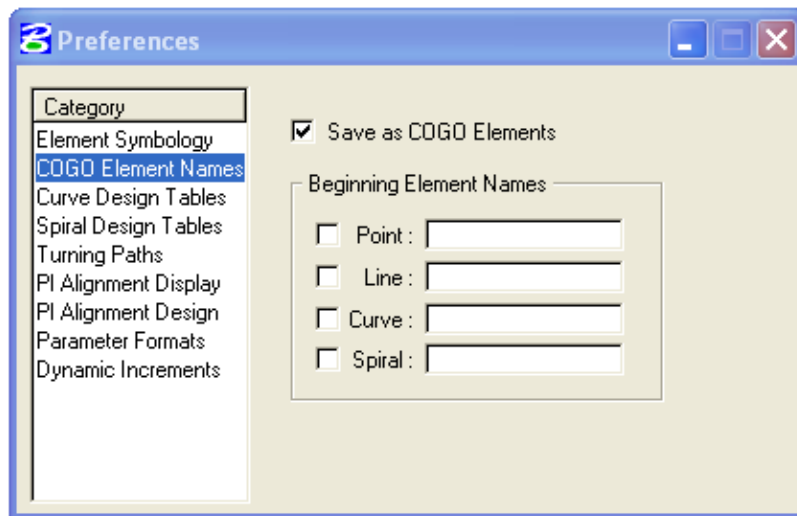 Preferences
Category
Element Symbology
COGO Element Names
Curve Design Tables
Spiral Design Tables
Turning Paths
PI Alignment Display
PI Alignment Design
Parameter Formats
Dynamic Increments
Save as COGO Elements
Beginning Element Names
Point :
Line :
Curve :
Spiral :